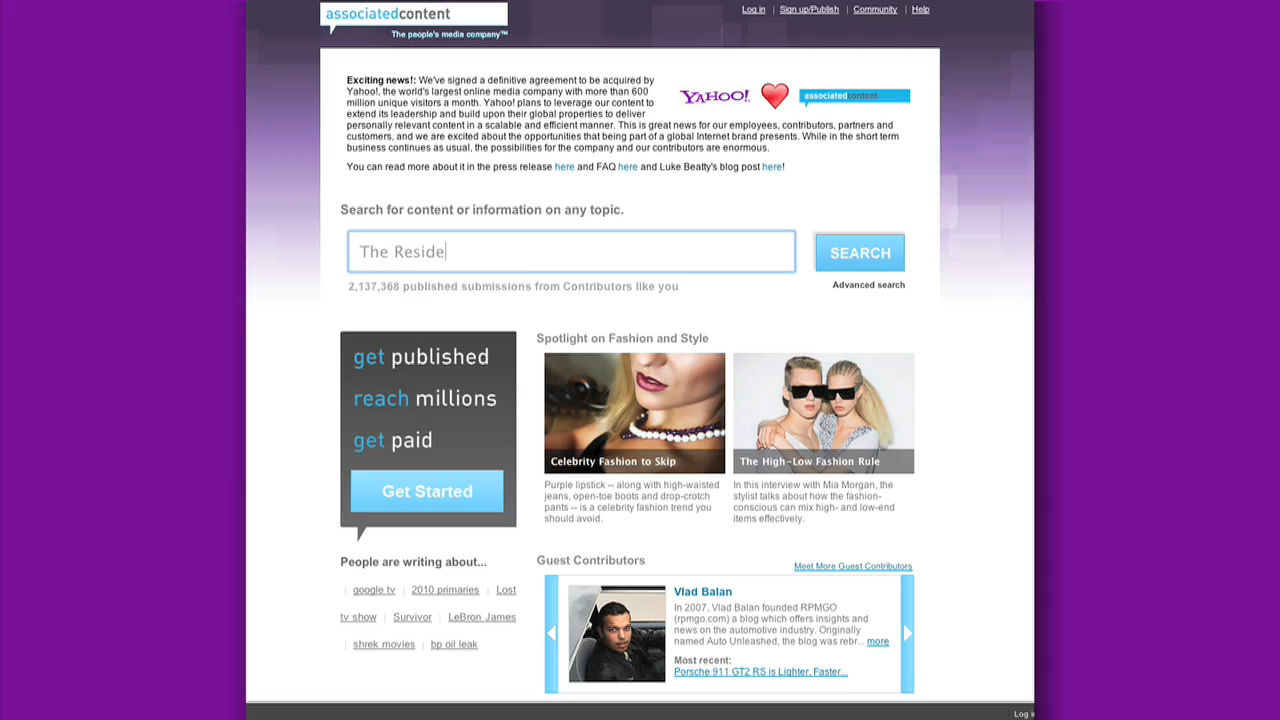 associatedcontent
The people's media company™
Log in | Sign up/Publish | Community | Help
Exciting news!: We've signed a definitive agreement to be acquired by
Yahoo!, the world's largest online media company with more than 600
million unique visitors a month. Yahoo! plans to leverage our content to
extend its leadership and build upon their global properties to deliver
personally relevant content in a scalable and efficient manner. This is great news for our employees, contributors, partners and
customers, and we are excited about the opportunities that being part of a global Internet brand presents. While in the short term
business continues as usual, the possibilities for the company and our contributors are enormous.
YAHOO!
associatedcontent
You can read more about it in the press release here and FAQ here and Luke Beatty's blog post here!
Search for content or information on any topic.
The Reside
SEARCH
2,137,368 published submissions from Contributors like you
Advanced search
get published
reach millions
get paid
Get Started
Spotlight on Fashion and Style
Celebrity Fashion to Skip
Purple lipstick -- along with high-waisted
jeans, open-toe boots and drop-crotch
pants -- is a celebrity fashion trend you
should avoid.
The High-Low Fashion Rule
In this interview with Mia Morgan, the
stylist talks about how the fashion-
conscious can mix high- and low-end
items effectively.
People are writing about...
| google tv | 2010 primaries | Lost
tv show | Survivor | LeBron James
| shrek movies | bp oil leak
Guest Contributors
Meet More Guest Contributors
Vlad Balan
In 2007, Vlad Balan founded RPMGO
(rpmgo.com) a blog which offers insights and
news on the automotive industry. Originally
named Auto Unleashed, the blog was rebr... more
Most recent:
Porsche 911 GT2 RS is Lighter, Faster...
Log i